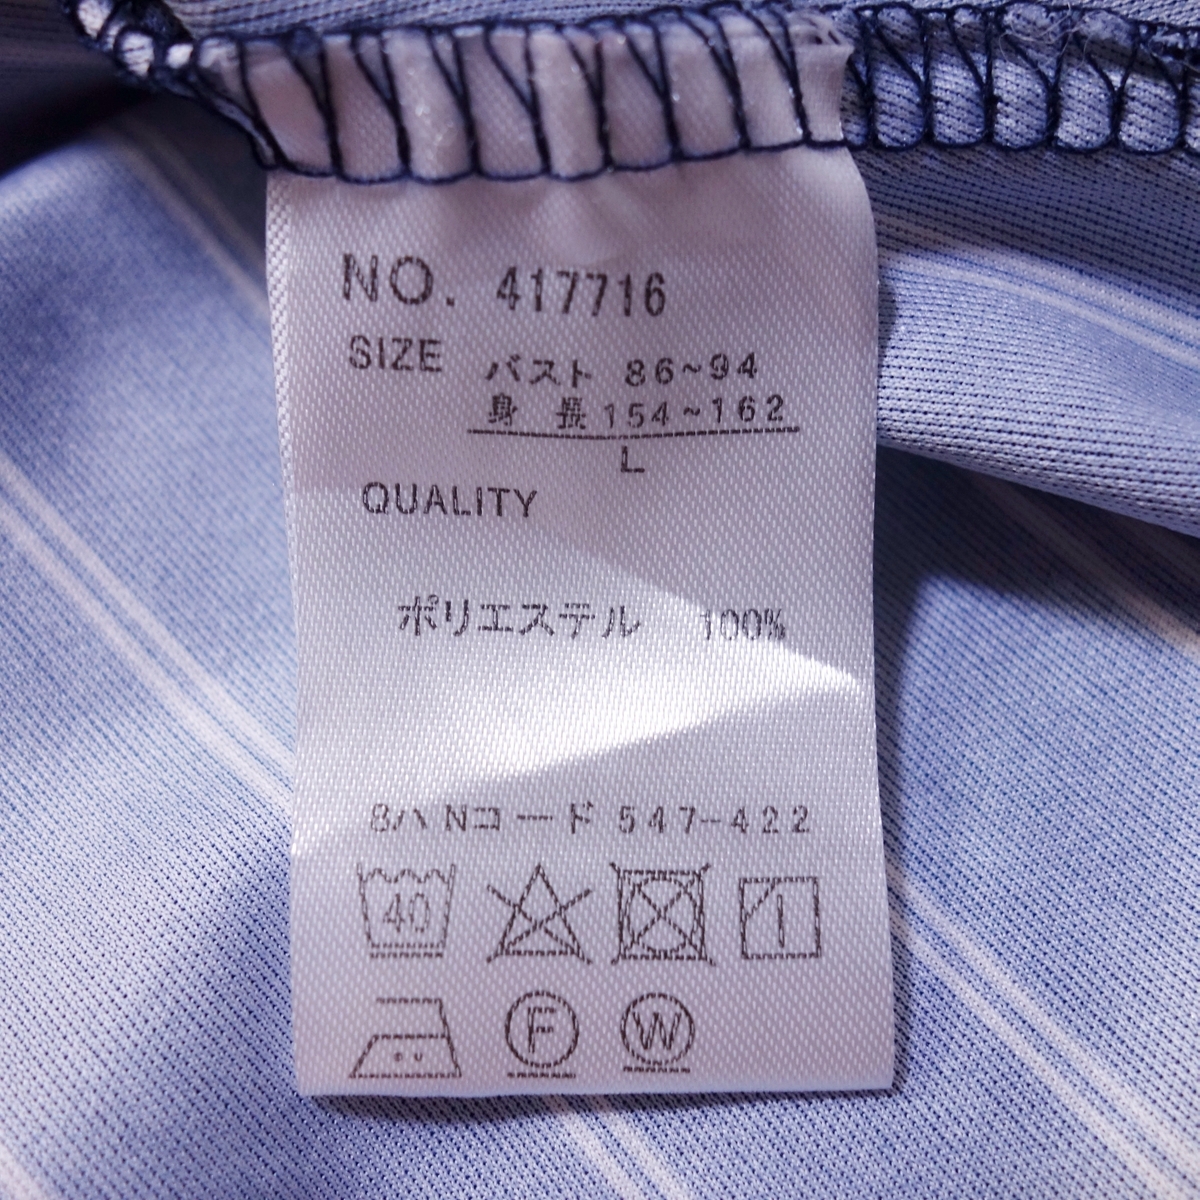 NO. 417716
SIZE バスト 86~94
身 長 154~162
L
QUALITY
ポリエステル 100%
8ハNコード 547-422
40
F W